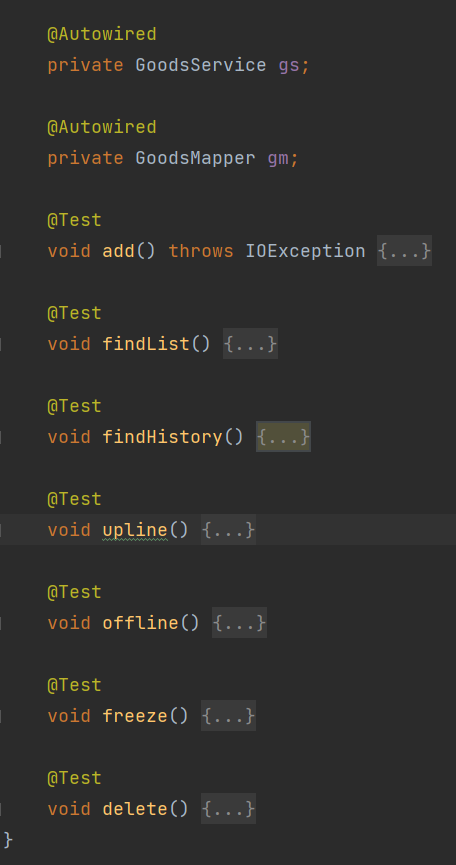 @Autowired
private GoodsService gs;
@Autowired
private GoodsMapper gm;
@Test
void add() throws IOException {...}
@Test
void findList() {...}
@Test
void findHistory() {...}
@Test
void upline() {...}
@Test
void offline() {...}
@Test
void freeze() {...}
@Test
void delete() {...}
}